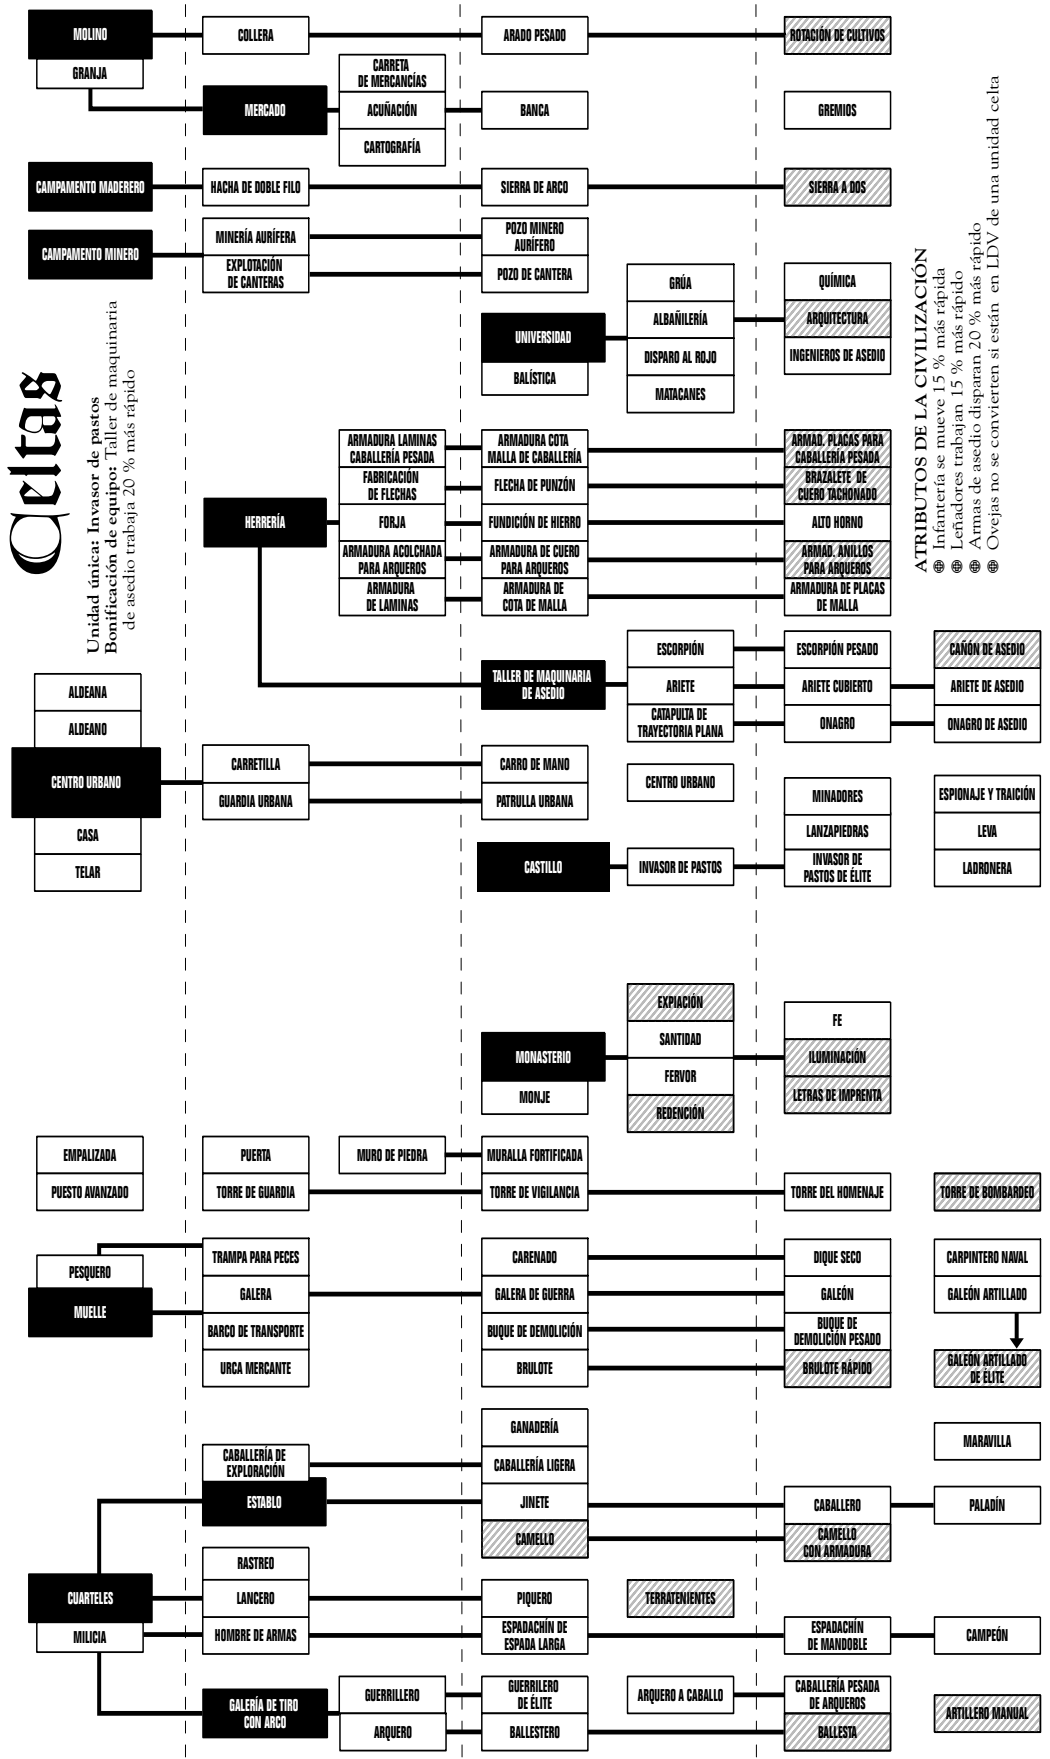 Celtas
Unidad única: Invasor de pastos
Bonificación de equipo: Taller de maquinaria
de asedio trabaja 20 % más rápido
ATRIBUTOS DE LA CIVILIZACIÓN
Infantería se mueve 15 % más rápida
Leñadores trabajan 15 % más rápido
Armas de asedio disparan 20 % más rápido
Ovejas no se convierten si están en LDV de una unidad celta
MOLINO
COLLERA
ARADO PESADO
ROTACIÓN DE CULTIVOS
GRANJA
MERCADO
CARRETA
DE MERCANCÍAS
ACUÑACIÓN
CARTOGRAFÍA
BANCA
GREMIOS
CAMPAMENTO MADERERO
HACHA DE DOBLE FILO
SIERRA DE ARCO
SIERRA A DOS
CAMPAMENTO MINERO
MINERÍA AURÍFERA
POZO MINERO
AURÍFERO
EXPLOTACIÓN
DE CANTERAS
POZO DE CANTERA
UNIVERSIDAD
BALÍSTICA
GRÚA
ALBAÑILERÍA
DISPARO AL ROJO
MATACANES
QUÍMICA
ARQUITECTURA
INGENIEROS DE ASEDIO
HERRERÍA
ARMADURA LAMINAS
CABALLERÍA PESADA
ARMADURA COTA
MALLA DE CABALLERÍA
ARMAD. PLACAS PARA
CABALLERÍA PESADA
FABRICACIÓN
DE FLECHAS
FLECHA DE PUNZÓN
BRAZALETE DE
CUERO TACHONADO
FORJA
FUNDICIÓN DE HIERRO
ALTO HORNO
ARMADURA ACOLCHADA
PARA ARQUEROS
ARMADURA DE CUERO
PARA ARQUEROS
ARMAD. ANILLOS
PARA ARQUEROS
ARMADURA
DE LAMINAS
ARMADURA DE
COTA DE MALLA
ARMADURA DE PLACAS
DE MALLA
TALLER DE MAQUINARIA
DE ASEDIO
ESCORPIÓN
ESCORPIÓN PESADO
CAÑÓN DE ASEDIO
ARIETE
ARIETE CUBIERTO
ARIETE DE ASEDIO
CATAPULTA DE
TRAYECTORIA PLANA
ONAGRO
ONAGRO DE ASEDIO
ALDEANA
ALDEANO
CENTRO URBANO
CASA
TELAR
CARRETILLA
CARRO DE MANO
GUARDIA URBANA
PATRULLA URBANA
CENTRO URBANO
CASTILLO
INVASOR DE PASTOS
MINADORES
LANZAPIEDRAS
INVASOR DE
PASTOS DE ÉLITE
ESPIONAJE Y TRAICIÓN
LEVA
LADRONERA
MONASTERIO
MONJE
EXPIACIÓN
SANTIDAD
FERVOR
REDENCIÓN
FE
ILUMINACIÓN
LETRAS DE IMPRENTA
EMPALIZADA
PUESTO AVANZADO
PUERTA
MURO DE PIEDRA
MURALLA FORTIFICADA
TORRE DE GUARDIA
TORRE DE VIGILANCIA
TORRE DEL HOMENAJE
TORRE DE BOMBARDEO
PESQUERO
MUELLE
TRAMPA PARA PECES
GALERA
BARCO DE TRANSPORTE
URCA MERCANTE
CARENADO
GALERA DE GUERRA
BUQUE DE DEMOLICIÓN
BRULOTE
DIQUE SECO
GALEÓN
BUQUE DE
DEMOLICIÓN PESADO
BRULOTE RÁPIDO
CARPINTERO NAVAL
GALEÓN ARTILLADO
GALEÓN ARTILLADO
DE ÉLITE
CABALLERÍA DE
EXPLORACIÓN
ESTABLO
GANADERÍA
CABALLERÍA LIGERA
JINETE
CAMELLO
CABALLERO
CAMELLO
CON ARMADURA
MARAVILLA
PALADÍN
CUARTELES
MILICIA
RASTREO
LANCERO
HOMBRE DE ARMAS
PIQUERO
ESPADACHÍN DE
ESPADA LARGA
TERRATENIENTES
ESPADACHÍN
DE MANDOBLE
CAMPEÓN
GALERÍA DE TIRO
CON ARCO
GUERRILLERO
ARQUERO
GUERRILERO
DE ÉLITE
BALLESTERO
ARQUERO A CABALLO
CABALLERÍA PESADA
DE ARQUEROS
BALLESTA
ARTILLERO MANUAL